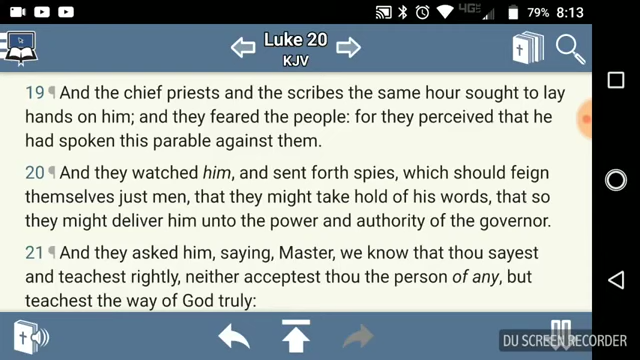 4G 79% 8:13
Luke 20
KJV
19 ¶ And the chief priests and the scribes the same hour sought to lay
hands on him; and they feared the people: for they perceived that he
had spoken this parable against them.
20 ¶ And they watched him, and sent forth spies, which should feign
themselves just men, that they might take hold of his words, that so
they might deliver him unto the power and authority of the governor.
21 ¶ And they asked him, saying, Master, we know that thou sayest
and teachest rightly, neither acceptest thou the person of any, but
teachest the way of God truly:
DU SCREEN RECORDER